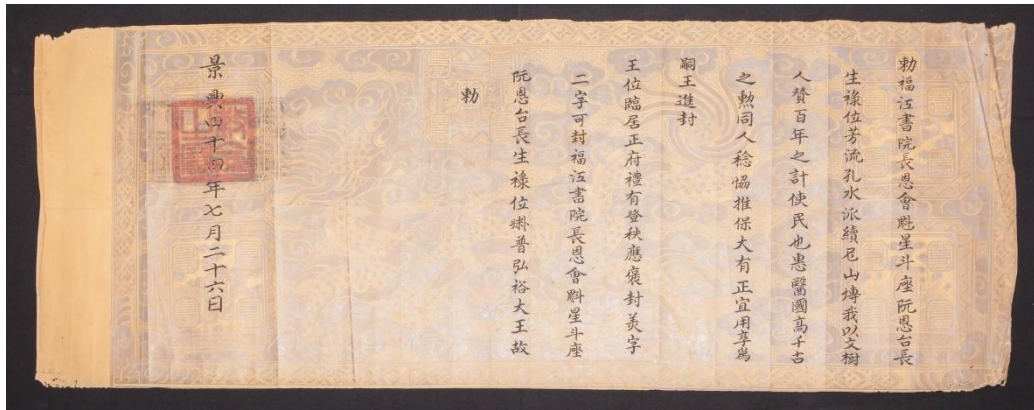 勅福江書院長恩會魁星斗座阮恩台長
生祿位芳流孔水派續尼山塼我以文樹
人賛百年之計使民也惠醫國高千古
之勲同人稔恊推保大有正宜用享爲
嗣王進封
王位臨居正府禮有登秩應褒封美字
二字可封福江書院長恩會魁星斗座
阮恩台長生祿位淋普弘裕大王故
勅
景興四十四年七月二十六日